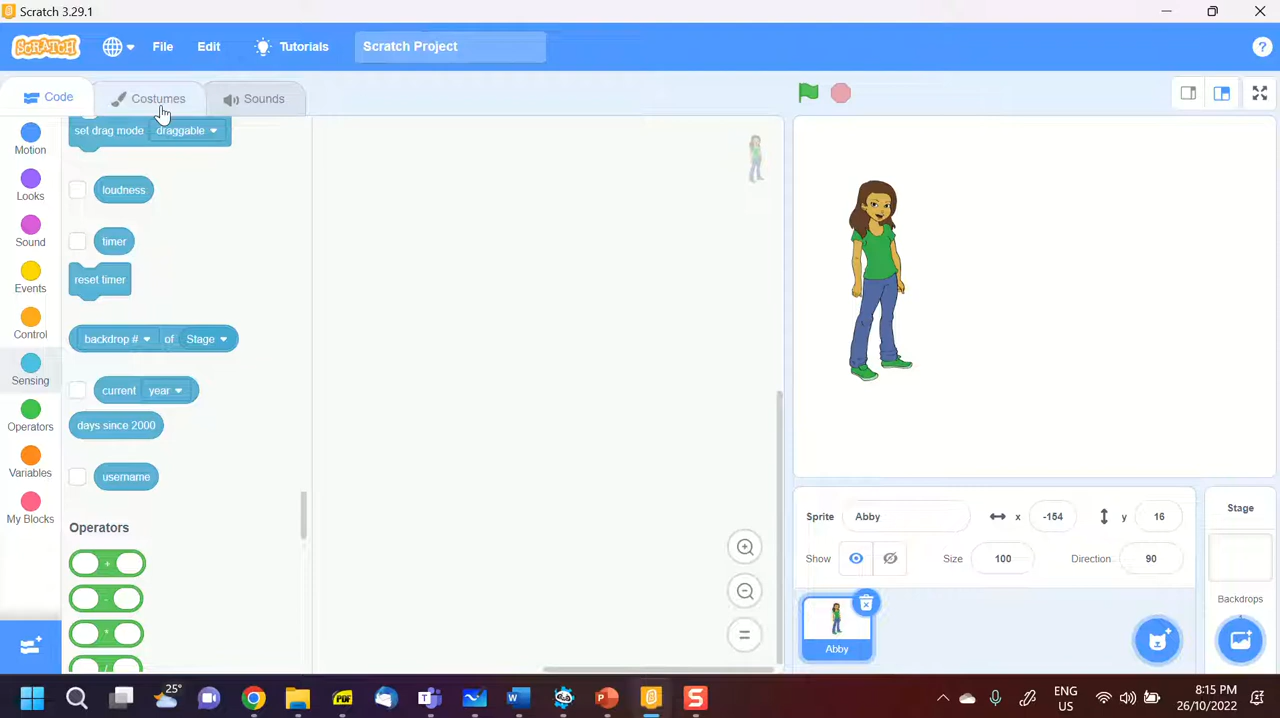 Scratch 3.29.1
SCRATCH File Edit Tutorials Scratch Project ?
Code Costumes Sounds
Motion
Looks
Sound
Events
Control
Sensing
Operators
Variables
My Blocks
set drag mode draggable
loudness
timer
reset timer
backdrop # of Stage
current year
days since 2000
username
Operators
+
-
*
/
Sprite Abby x -154 y 16
Show Size 100 Direction 90
Abby
Stage
Backdrops
25°
PDF
ENG
US
8:15 PM
26/10/2022